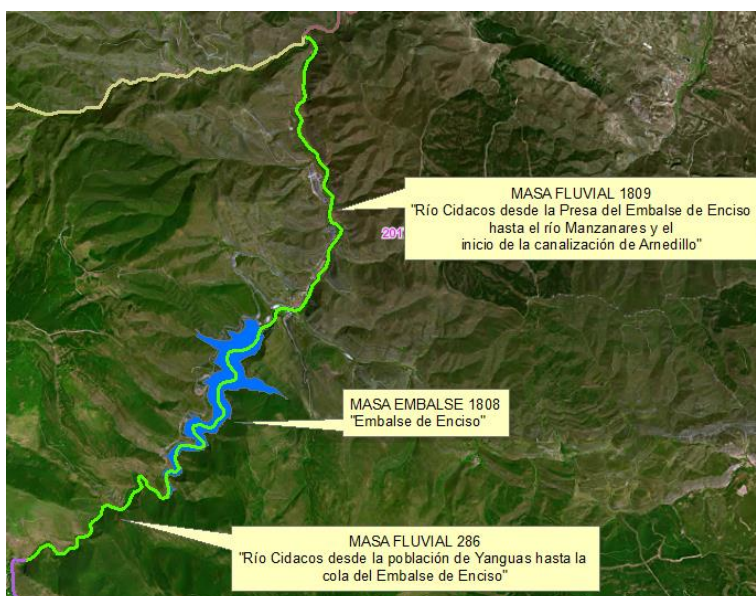 MASA FLUVIAL 1809
"Río Cidacos desde la Presa del Embalse de Enciso
hasta el río Manzanares y el
inicio de la canalización de Arnedillo"
201
MASA EMBALSE 1808
"Embalse de Enciso"
MASA FLUVIAL 286
"Río Cidacos desde la población de Yanguas hasta la
cola del Embalse de Enciso"